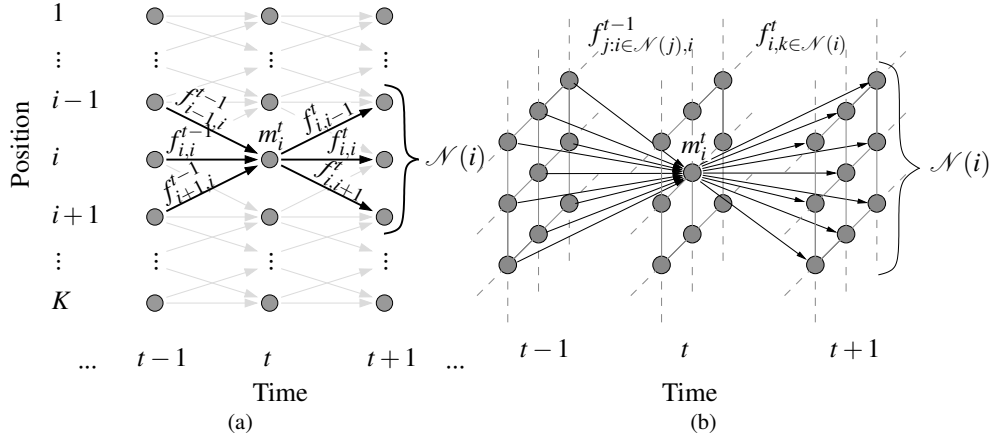 1
⋮ ⋮ ⋮ ⋮
i−1
i
i+1
⋮ ⋮ ⋮ ⋮
K
Position
f^{t−1}_{i−1,i}
f^{t−1}_{i,i}
f^{t−1}_{i+1,i}
m^t_i
f^t_{i,i−1}
f^t_{i,i}
f^t_{i,i+1}
𝒩(i)
... t−1 t t+1 ...
Time
(a)
f^{t−1}_{j:i∈𝒩(j),i}
f^t_{i,k∈𝒩(i)}
m^t_i
𝒩(i)
t−1 t t+1
Time
(b)